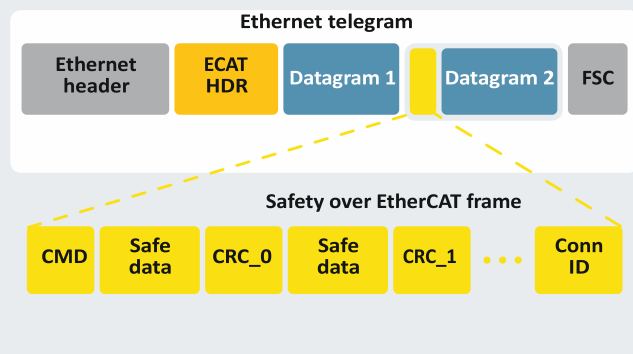 Ethernet telegram
Ethernet
header
ECAT
HDR
Datagram 1
Datagram 2
FSC
Safety over EtherCAT frame
CMD
Safe
data
CRC_0
Safe
data
CRC_1
Conn
ID